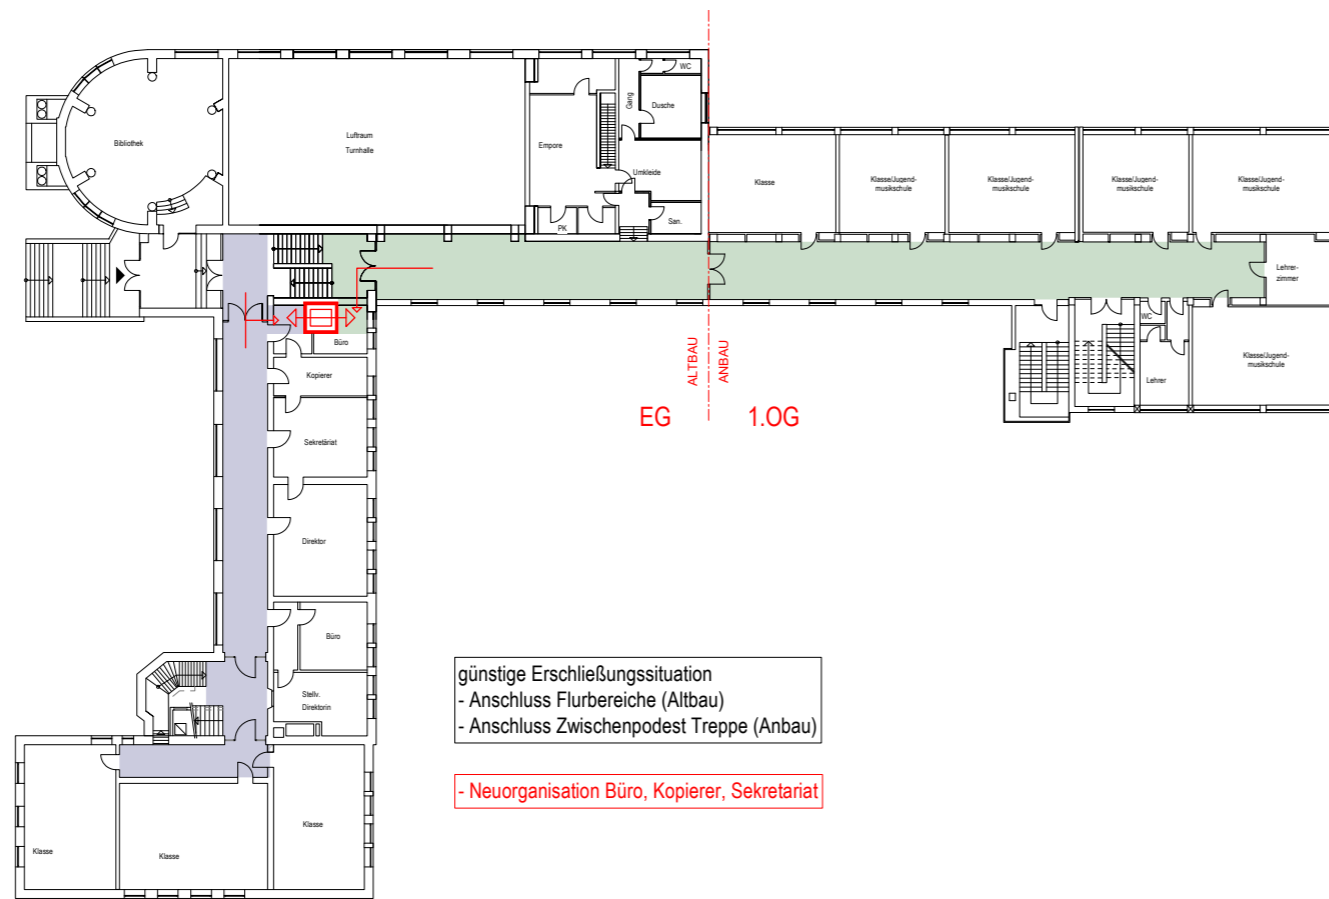 WC
Gang
Dusche
Bibliothek
Luftraum
Turnhalle
Empore
Umkleide
PK
San.
Klasse
Klasse/Jugend-
musikschule
Klasse/Jugend-
musikschule
Klasse/Jugend-
musikschule
Klasse/Jugend-
musikschule
Lehrer-
zimmer
WC
Lehrer
Klasse/Jugend-
musikschule
Büro
Kopierer
Sekretäriat
Direktor
Büro
Stellv.
Direktorin
Klasse
Klasse
Klasse
ALTBAU
ANBAU
EG
1.OG
günstige Erschließungssituation
- Anschluss Flurbereiche (Altbau)
- Anschluss Zwischenpodest Treppe (Anbau)
- Neuorganisation Büro, Kopierer, Sekretariat